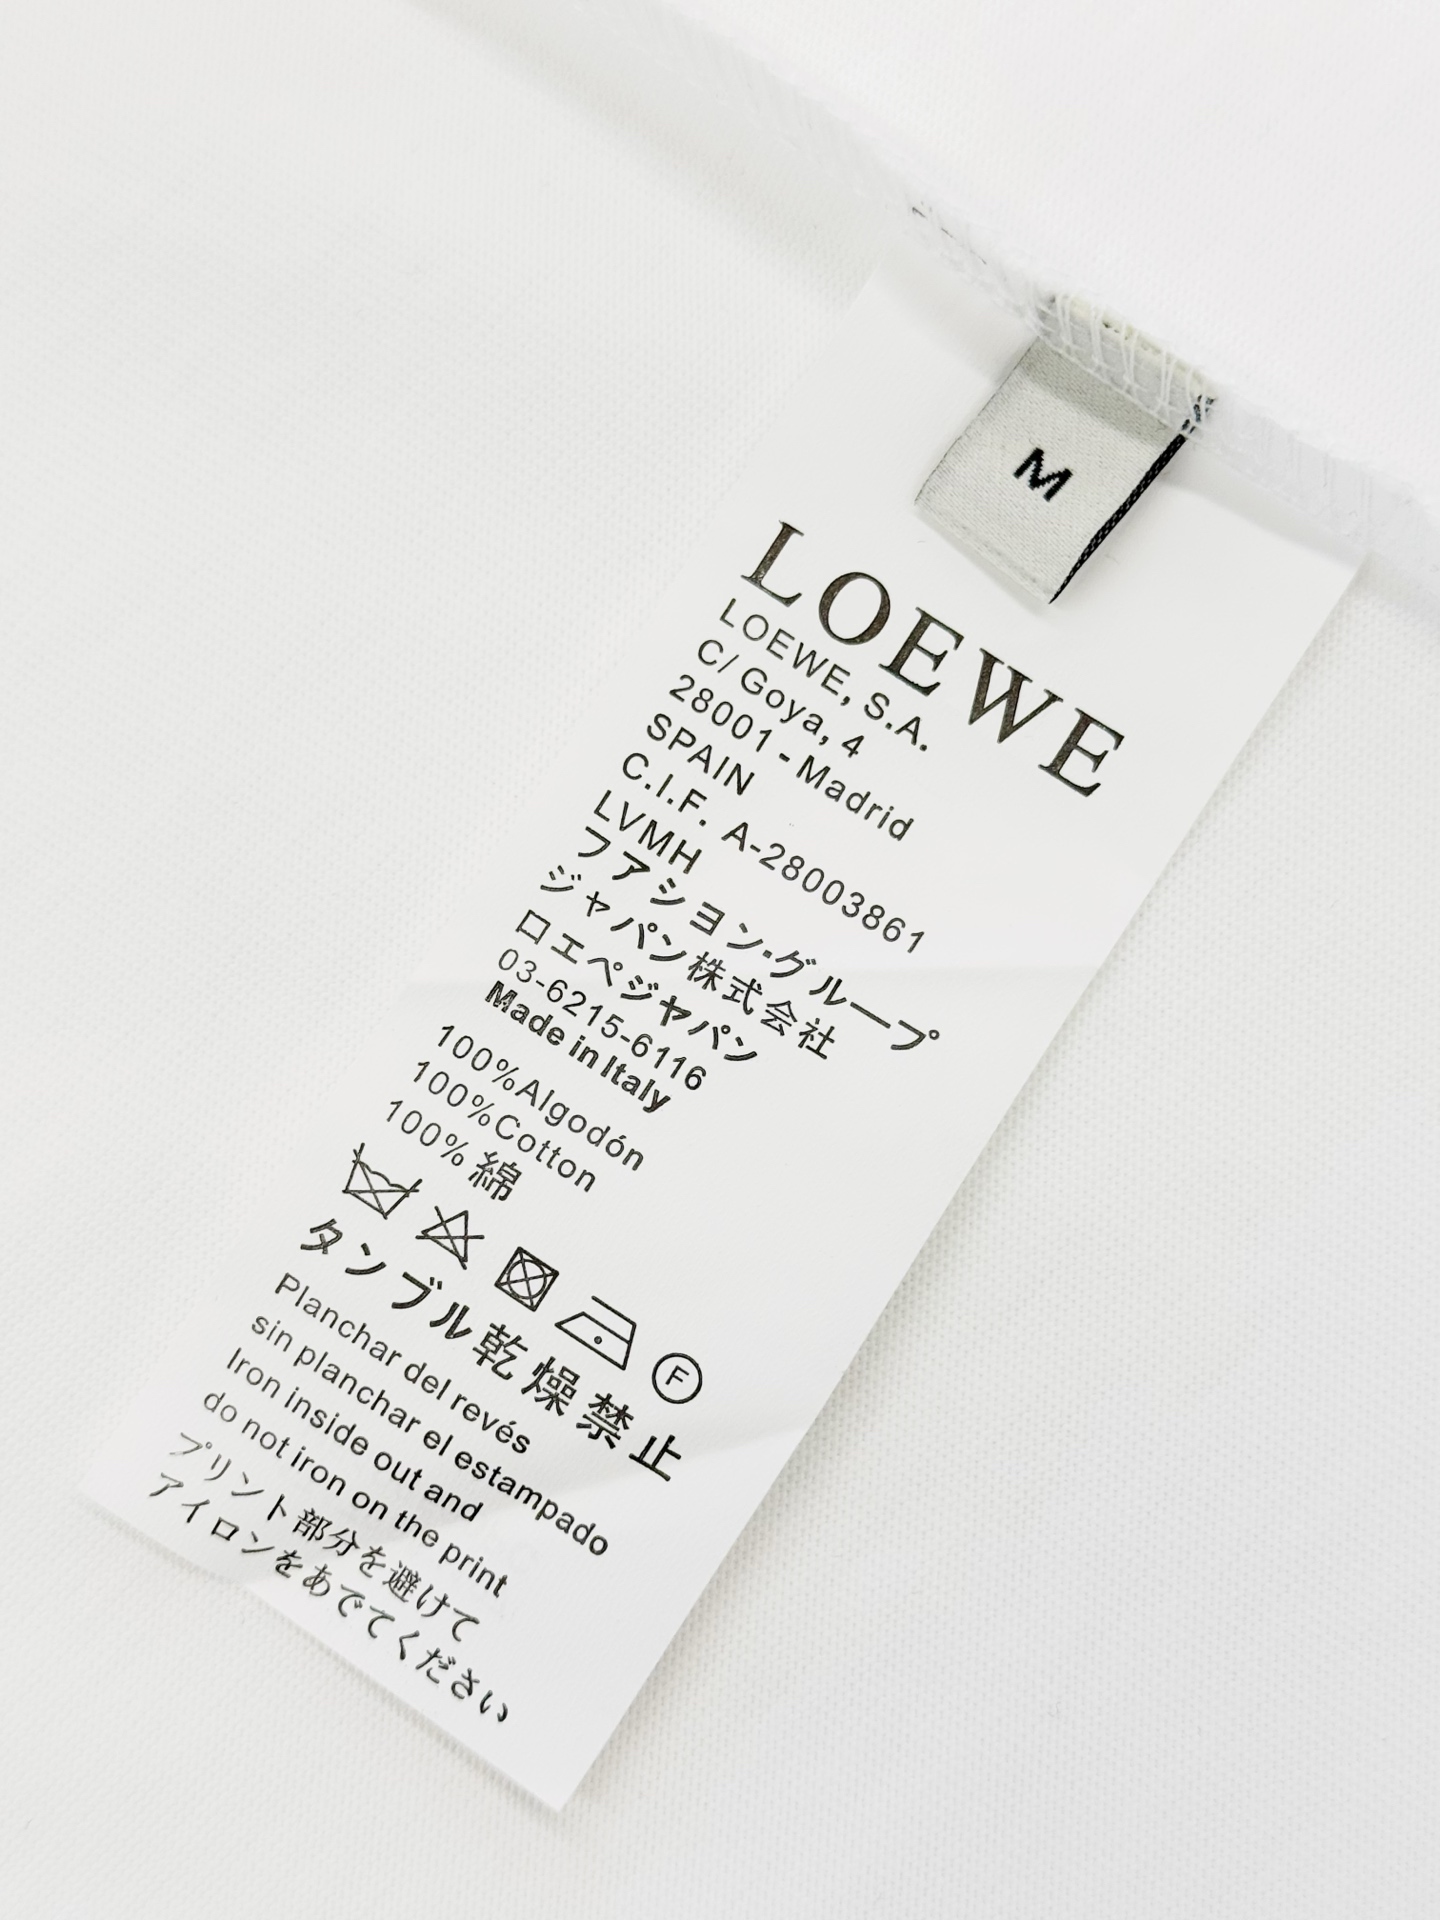 M
LOEWE
LOEWE, S.A.
C/ Goya, 4
28001 - Madrid
SPAIN
C.I.F. A-28003861
LVMH
ファション・グループ
ジャパン株式会社
ロエペジャパン
03-6215-6116
Made in Italy
100%Algodón
100%Cotton
100% 綿
F
タンブル乾燥禁止
Planchar del revés
sin planchar el estampado
Iron inside out and
do not iron on the print
プリント部分を避けて
アイロンをあでてください